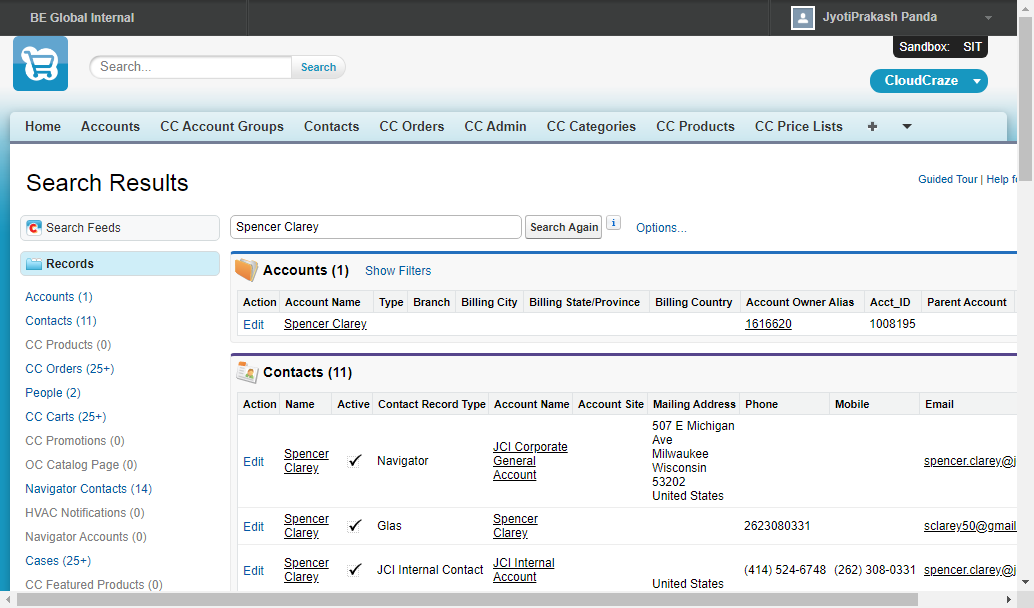 BE Global Internal
JyotiPrakash Panda
Sandbox: SIT
Search...
Search
CloudCraze
Home Accounts CC Account Groups Contacts CC Orders CC Admin CC Categories CC Products CC Price Lists +
Search Results
Guided Tour | Help fo
Search Feeds
Spencer Clarey
Search Again
i
Options...
Records
Accounts (1)
Contacts (11)
CC Products (0)
CC Orders (25+)
People (2)
CC Carts (25+)
CC Promotions (0)
OC Catalog Page (0)
Navigator Contacts (14)
HVAC Notifications (0)
Navigator Accounts (0)
Cases (25+)
CC Featured Products (0)
Accounts (1) Show Filters
Action Account Name Type Branch Billing City Billing State/Province Billing Country Account Owner Alias Acct_ID Parent Account
Edit Spencer Clarey 1616620 1008195
Contacts (11)
Action Name Active Contact Record Type Account Name Account Site Mailing Address Phone Mobile Email
Edit
Spencer
Clarey
Navigator
JCI Corporate
General
Account
507 E Michigan
Ave
Milwaukee
Wisconsin
53202
United States
spencer.clarey@j
Edit
Spencer
Clarey
Glas
Spencer
Clarey
2623080331
sclarey50@gmail
Edit
Spencer
Clarey
JCI Internal Contact
JCI Internal
Account
United States
(414) 524-6748
(262) 308-0331
spencer.clarey@j